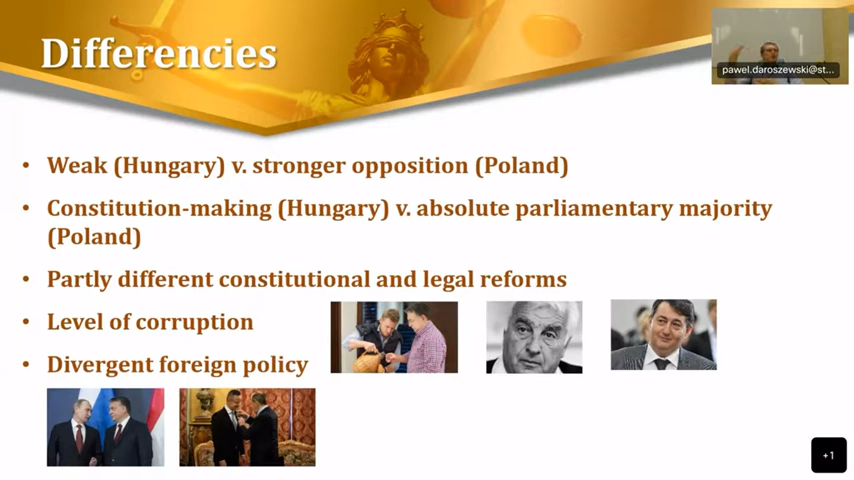 Differencies
pawel.daroszewski@st...
• Weak (Hungary) v. stronger opposition (Poland)
• Constitution-making (Hungary) v. absolute parliamentary majority
(Poland)
• Partly different constitutional and legal reforms
• Level of corruption
• Divergent foreign policy
+1